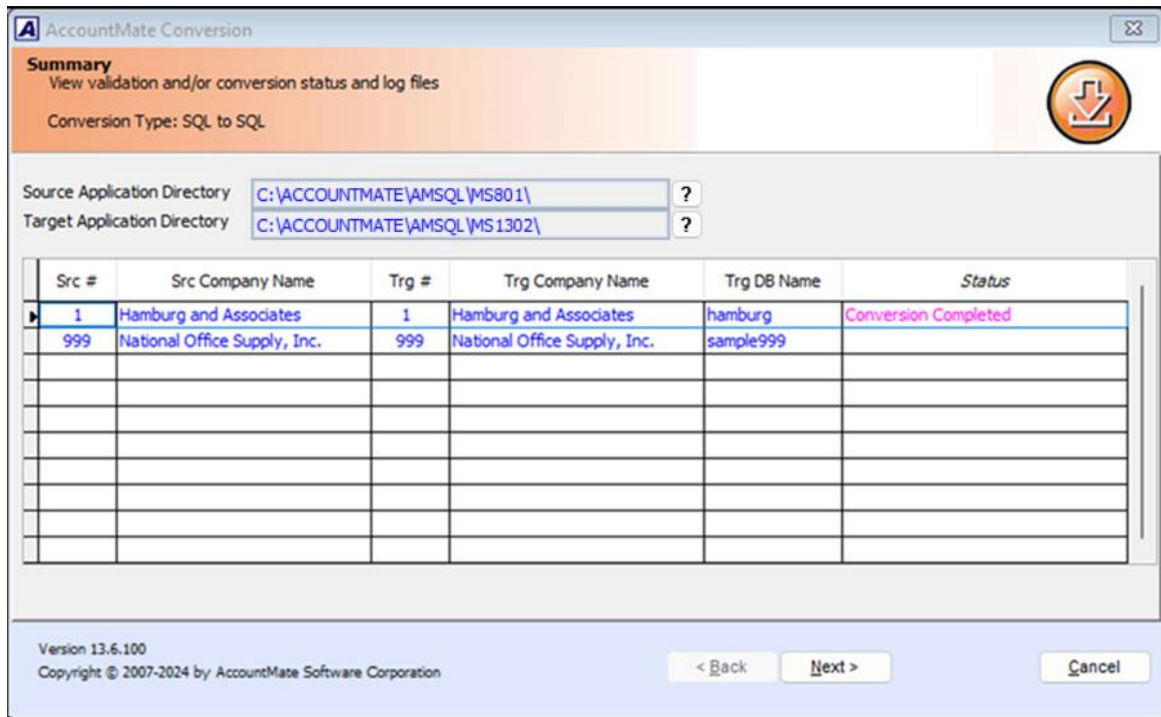 AccountMate Conversion
Summary
View validation and/or conversion status and log files
Conversion Type: SQL to SQL
Source Application Directory C:\ACCOUNTMATE\AMSQL\MS801\ ?
Target Application Directory C:\ACCOUNTMATE\AMSQL\MS1302\ ?
Src # Src Company Name Trg # Trg Company Name Trg DB Name Status
1 Hamburg and Associates 1 Hamburg and Associates hamburg Conversion Completed
999 National Office Supply, Inc. 999 National Office Supply, Inc. sample999
Version 13.6.100
Copyright © 2007-2024 by AccountMate Software Corporation
< Back Next > Cancel